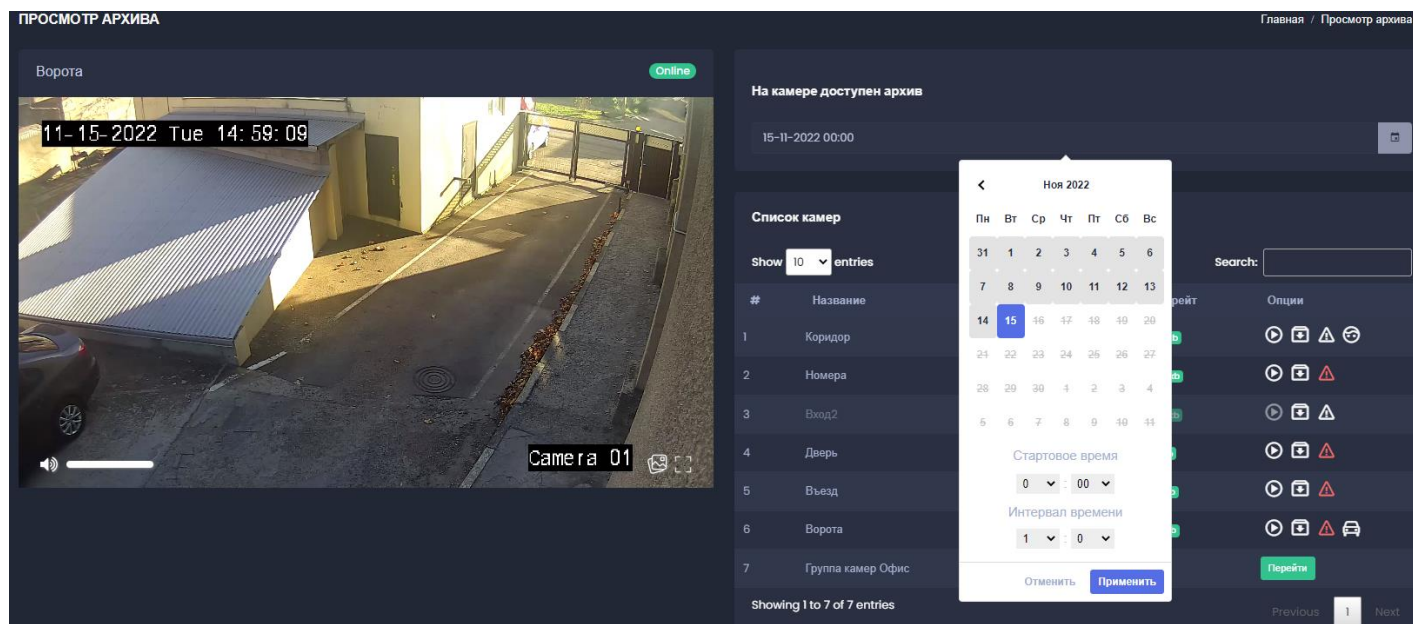 ПРОСМОТР АРХИВА
Главная / Просмотр архива
Ворота
Online
11-15-2022 Tue 14:59:09
Camera 01
На камере доступен архив
15-11-2022 00:00
Ноя 2022
Пн Вт Ср Чт Пт Сб Вс
31 1 2 3 4 5 6
7 8 9 10 11 12 13
14 15 16 17 18 19 20
21 22 23 24 25 26 27
28 29 30 1 2 3 4
5 6 7 8 9 10 11
Стартовое время
0 : 00
Интервал времени
1 : 0
Отменить Применить
Список камер
Show 10 entries
Search:
# Название Опции
1 Коридор
2 Номера
3 Вход2
4 Дверь
5 Въезд
6 Ворота
7 Группа камер Офис Перейти
Showing 1 to 7 of 7 entries
Previous 1 Next